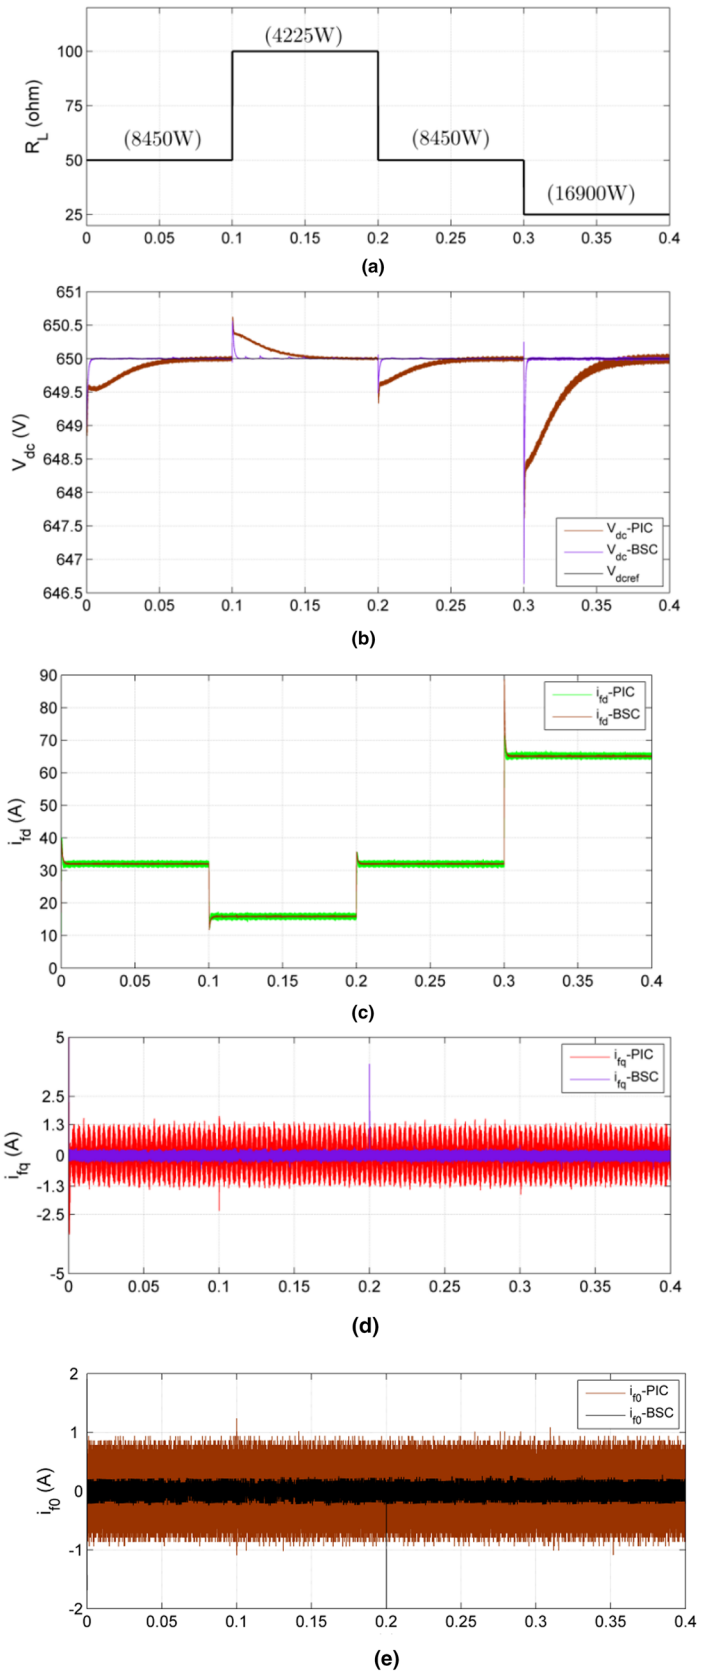 (4225W)
100
75
(8450W)
(8450W)
50
(16900W)
25
R_L (ohm)
0 0.05 0.1 0.15 0.2 0.25 0.3 0.35 0.4
(a)
651
650.5
650
649.5
649
648.5
648
647.5
647
646.5
V_dc (V)
V_dc-PIC
V_dc-BSC
V_dcref
0 0.05 0.1 0.15 0.2 0.25 0.3 0.35 0.4
(b)
90
80
70
60
50
40
30
20
10
0
i_fd (A)
i_fd-PIC
i_fd-BSC
0 0.05 0.1 0.15 0.2 0.25 0.3 0.35 0.4
(c)
5
2.5
1.3
0
-1.3
-2.5
-5
i_fq (A)
i_fq-PIC
i_fq-BSC
0 0.05 0.1 0.15 0.2 0.25 0.3 0.35 0.4
(d)
2
1
0
-1
-2
i_f0 (A)
i_f0-PIC
i_f0-BSC
0 0.05 0.1 0.15 0.2 0.25 0.3 0.35 0.4
(e)